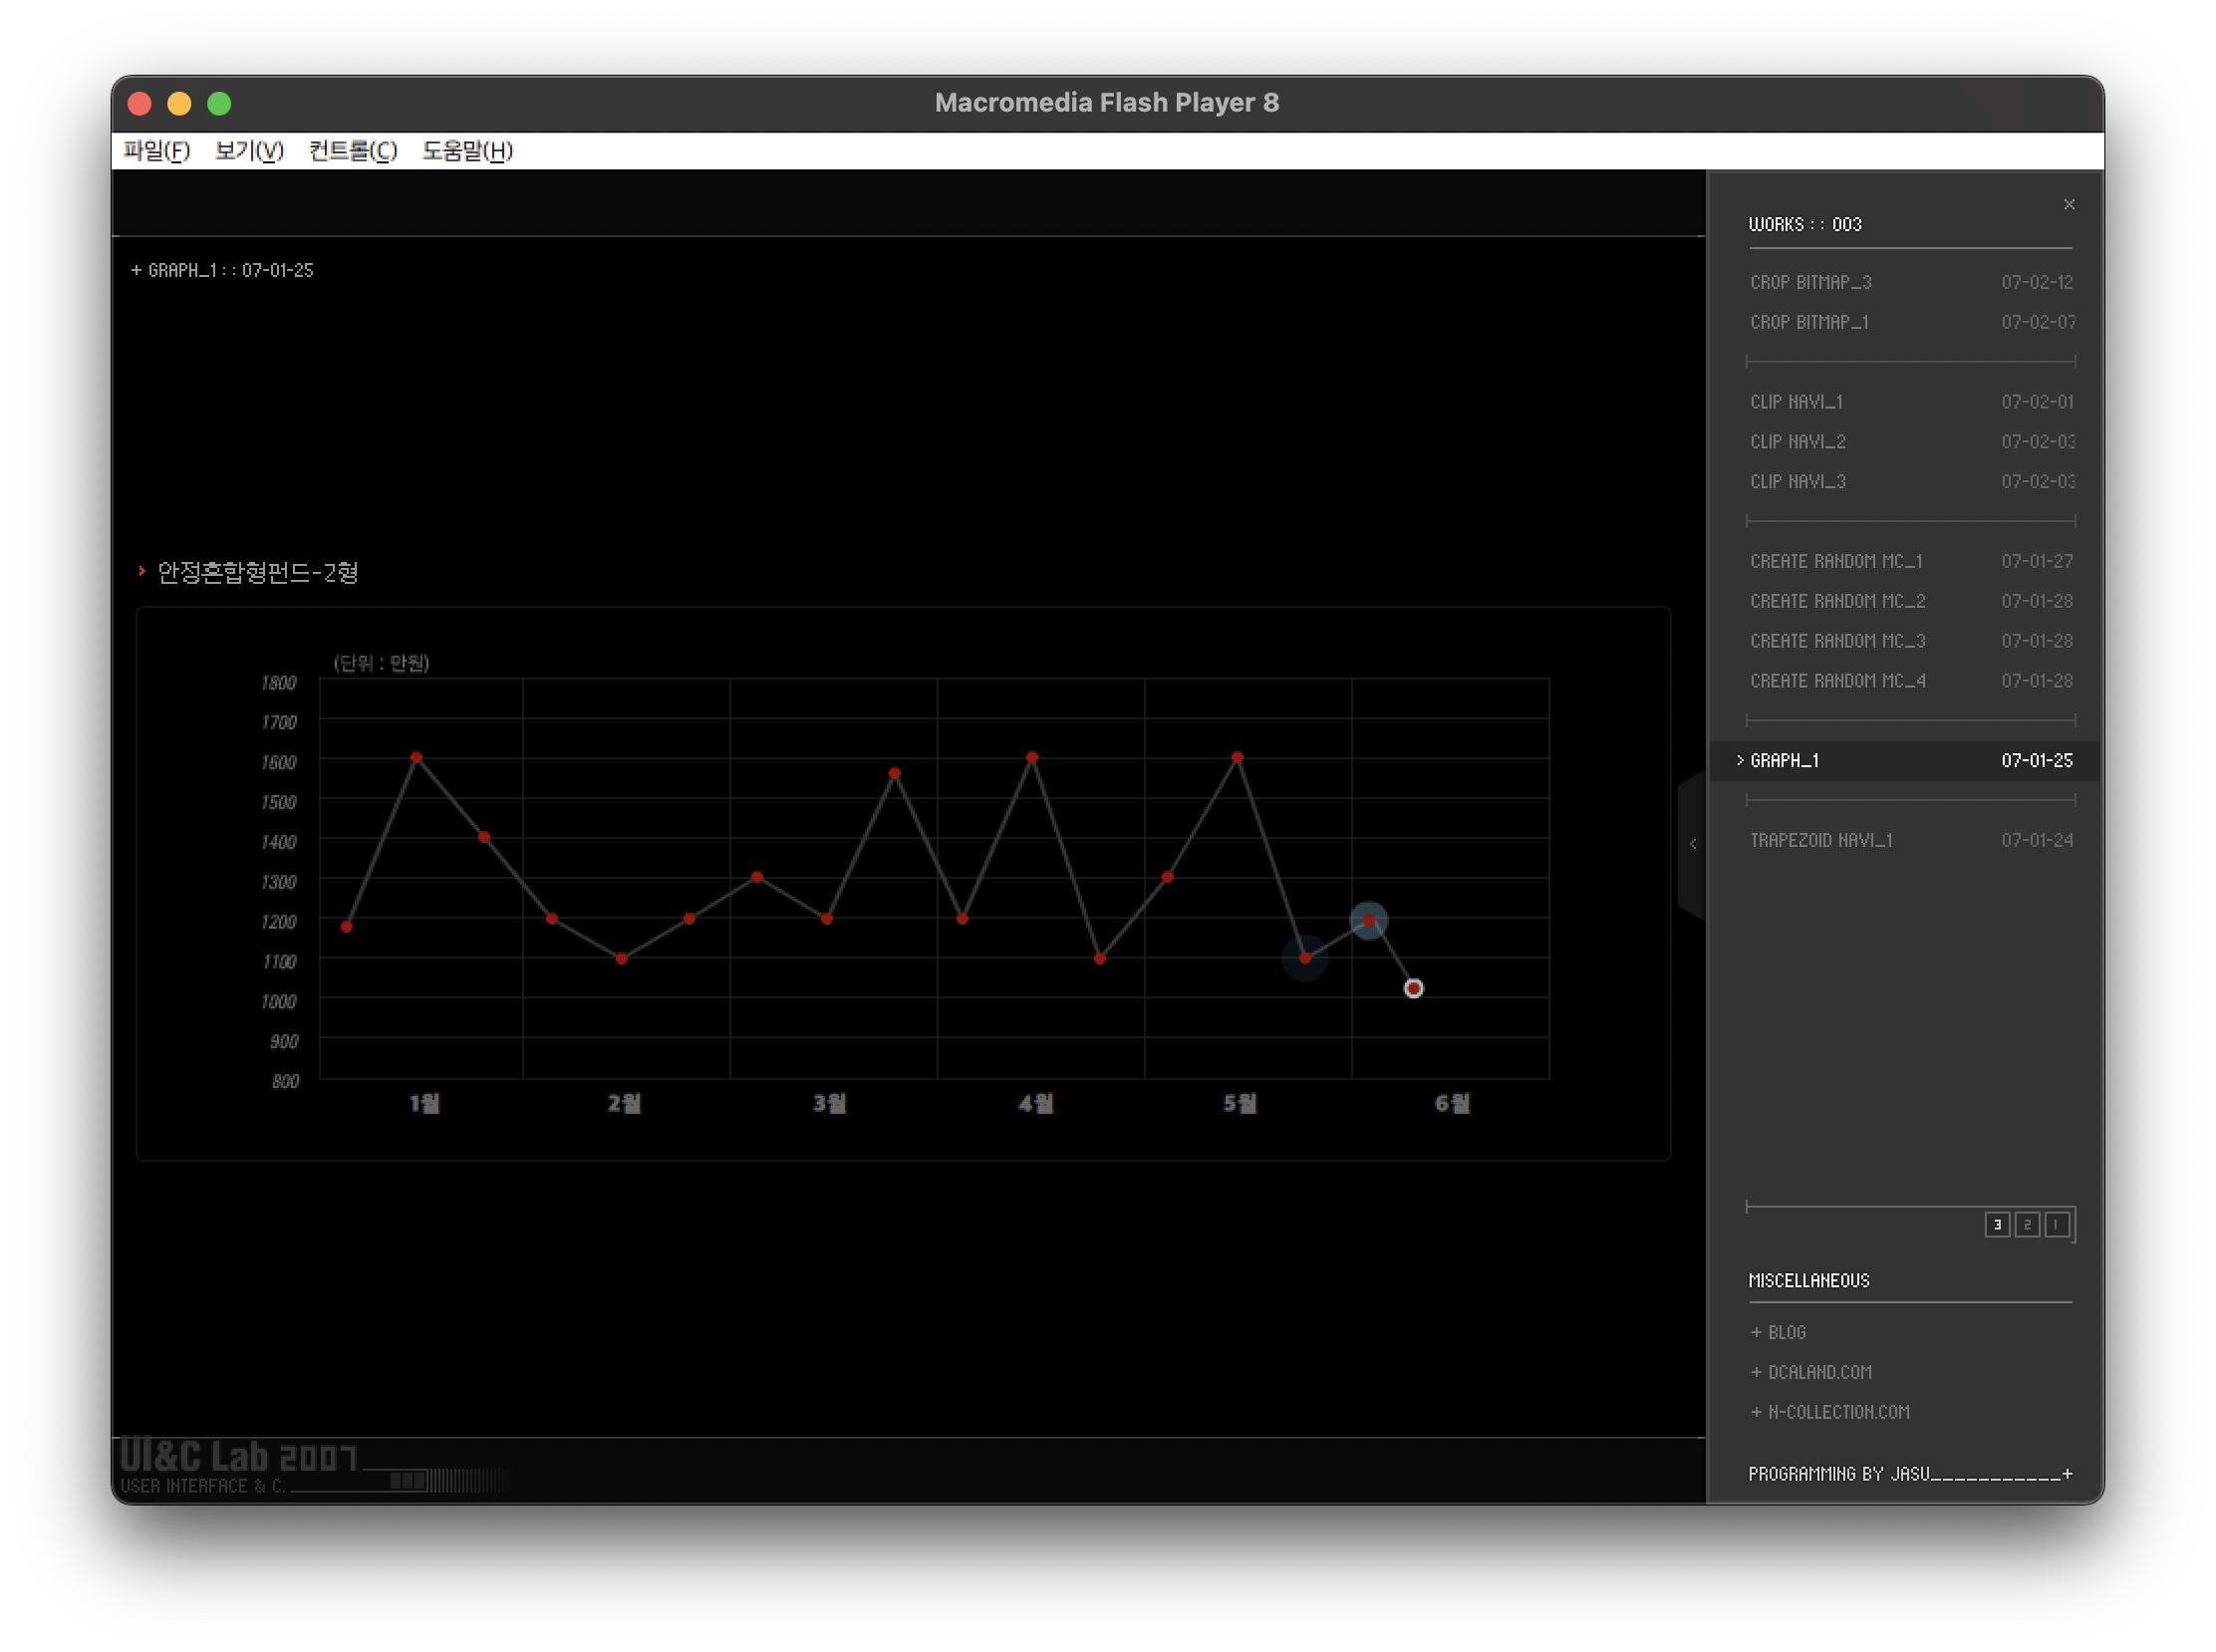 Macromedia Flash Player 8
파일(F) 보기(V) 컨트롤(C) 도움말(H)
+ GRAPH_1 :: 07-01-25
› 안정혼합형펀드-2형
(단위 : 만원)
1800
1700
1600
1500
1400
1300
1200
1100
1000
900
800
1월 2월 3월 4월 5월 6월
UI&C Lab 2007
USER INTERFACE & C.
×
WORKS :: 003
CROP BITMAP_3 07-02-12
CROP BITMAP_1 07-02-07
CLIP NAVI_1 07-02-01
CLIP NAVI_2 07-02-03
CLIP NAVI_3 07-02-03
CREATE RANDOM MC_1 07-01-27
CREATE RANDOM MC_2 07-01-28
CREATE RANDOM MC_3 07-01-28
CREATE RANDOM MC_4 07-01-28
> GRAPH_1 07-01-25
<
TRAPEZOID NAVI_1 07-01-24
3 2 1
MISCELLANEOUS
+ BLOG
+ DCALAND.COM
+ N-COLLECTION.COM
PROGRAMMING BY JASU___________+